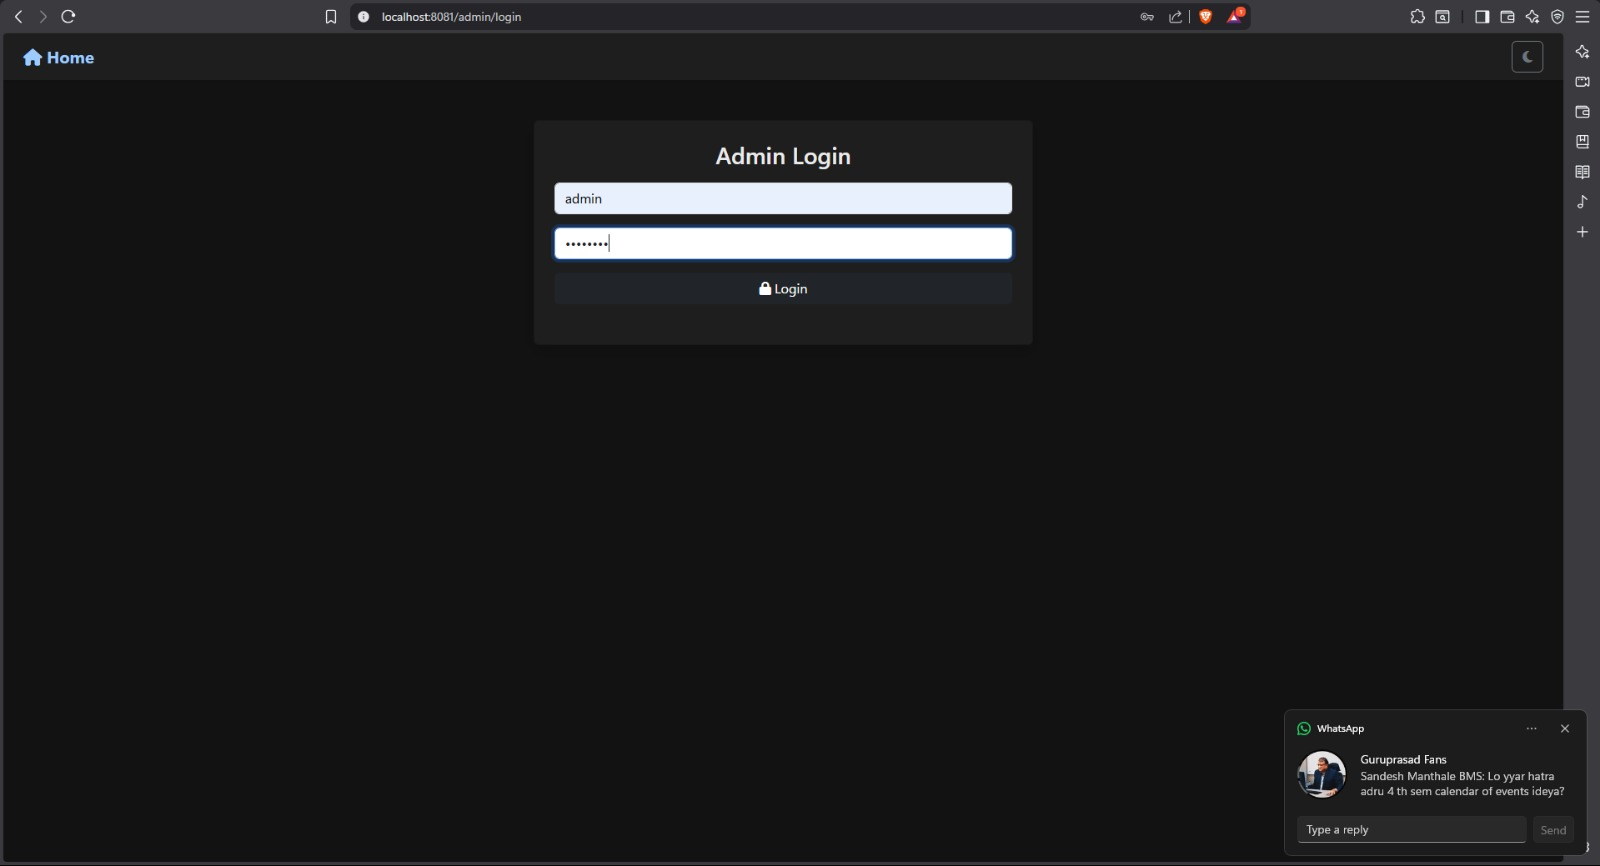 localhost:8081/admin/login
1
Home
Admin Login
admin
••••••••
Login
WhatsApp
Guruprasad Fans
Sandesh Manthale BMS: Lo yyar hatra
adru 4 th sem calendar of events ideya?
Type a reply
Send